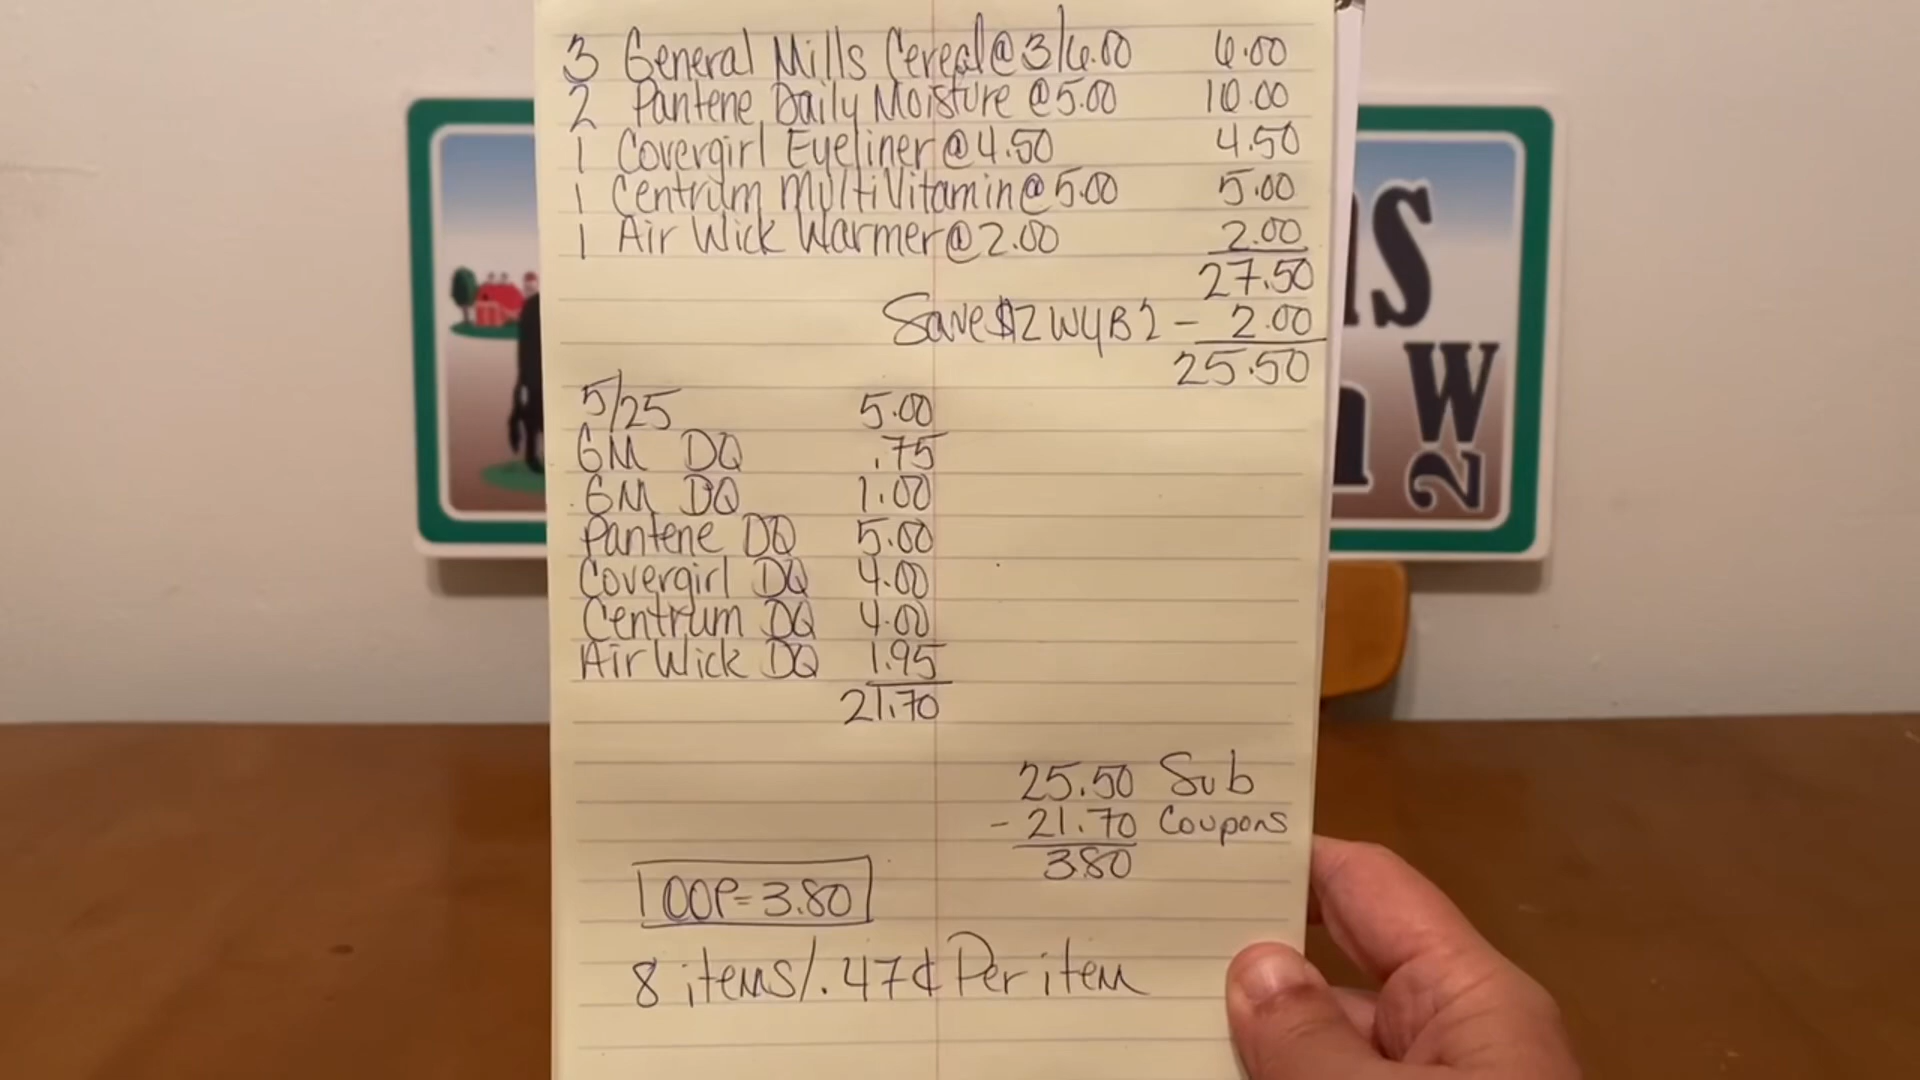 3 General Mills Cereal @ 3/6.00 6.00
2 Pantene Daily Moisture @ 5.00 10.00
1 Covergirl Eyeliner @ 4.50 4.50
1 Centrum MultiVitamin @ 5.00 5.00
1 Air Wick Warmer @ 2.00 2.00
27.50
Save $2 WYB 2 - 2.00
25.50
5/25 5.00
GM DQ .75
GM DQ 1.00
Pantene DQ 5.00
Covergirl DQ 4.00
Centrum DQ 4.00
Air Wick DQ 1.95
21.70
25.50 Sub
- 21.70 Coupons
3.80
OOP = 3.80
8 items/.47¢ Per item
W
2